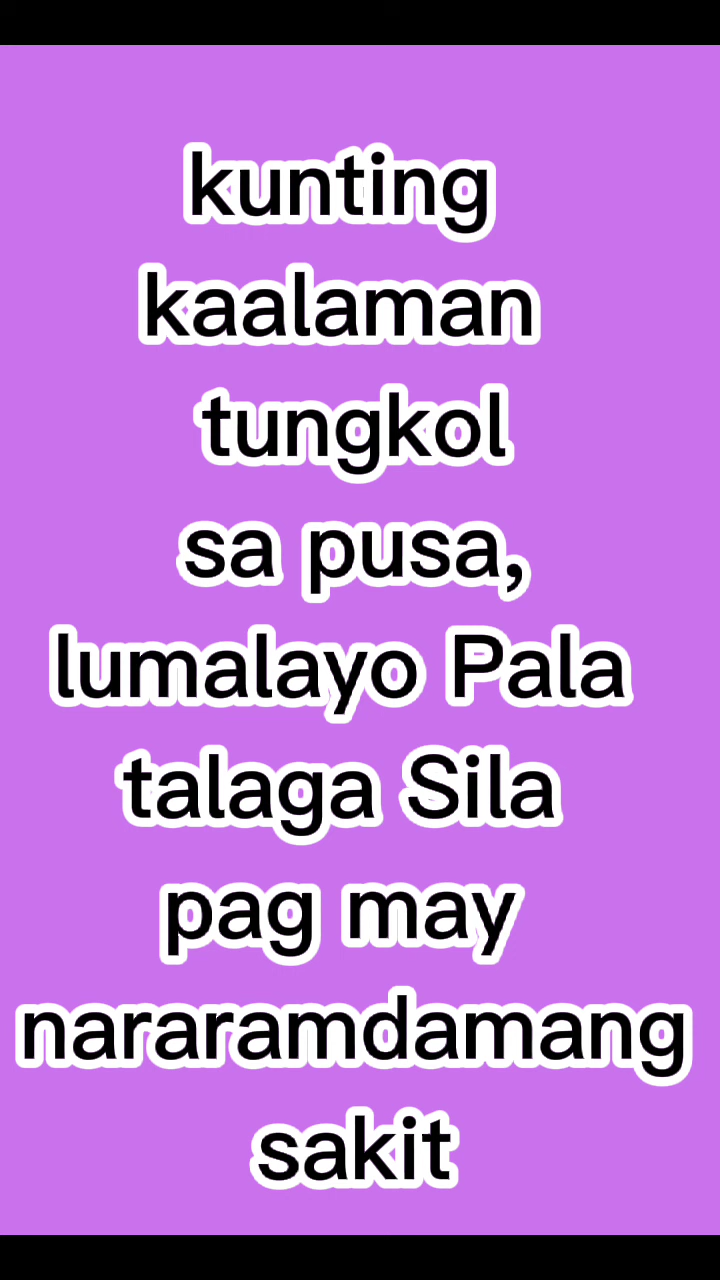 kunting
kaalaman
tungkol
sa pusa,
lumalayo Pala
talaga Sila
pag may
nararamdamang
sakit